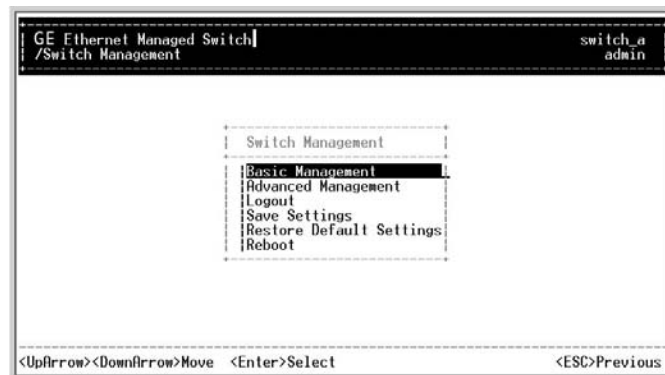 GE Ethernet Managed Switch switch_a
/Switch Management admin
Switch Management
Basic Management
Advanced Management
Logout
Save Settings
Restore Default Settings
Reboot
<UpArrow><DownArrow>Move <Enter>Select <ESC>Previous